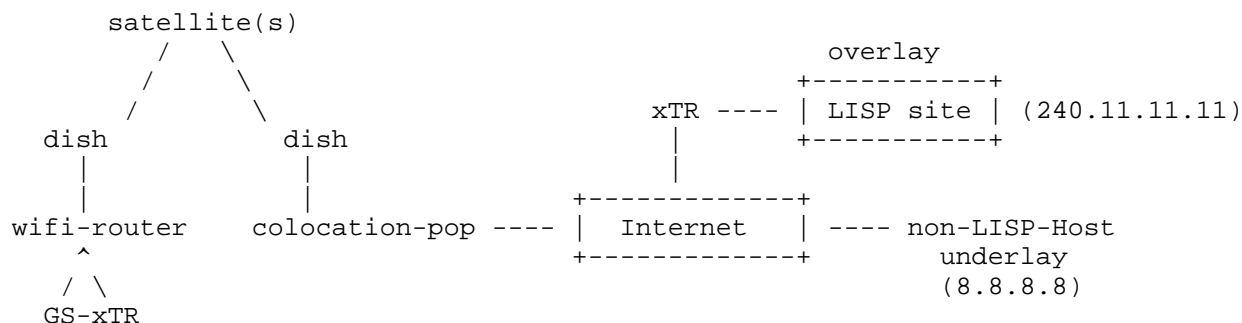 satellite(s)
overlay
xTR ---- | LISP site | (240.11.11.11)
dish dish
wifi-router colocation-pop ---- | Internet | ---- non-LISP-Host
underlay
(8.8.8.8)
GS-xTR